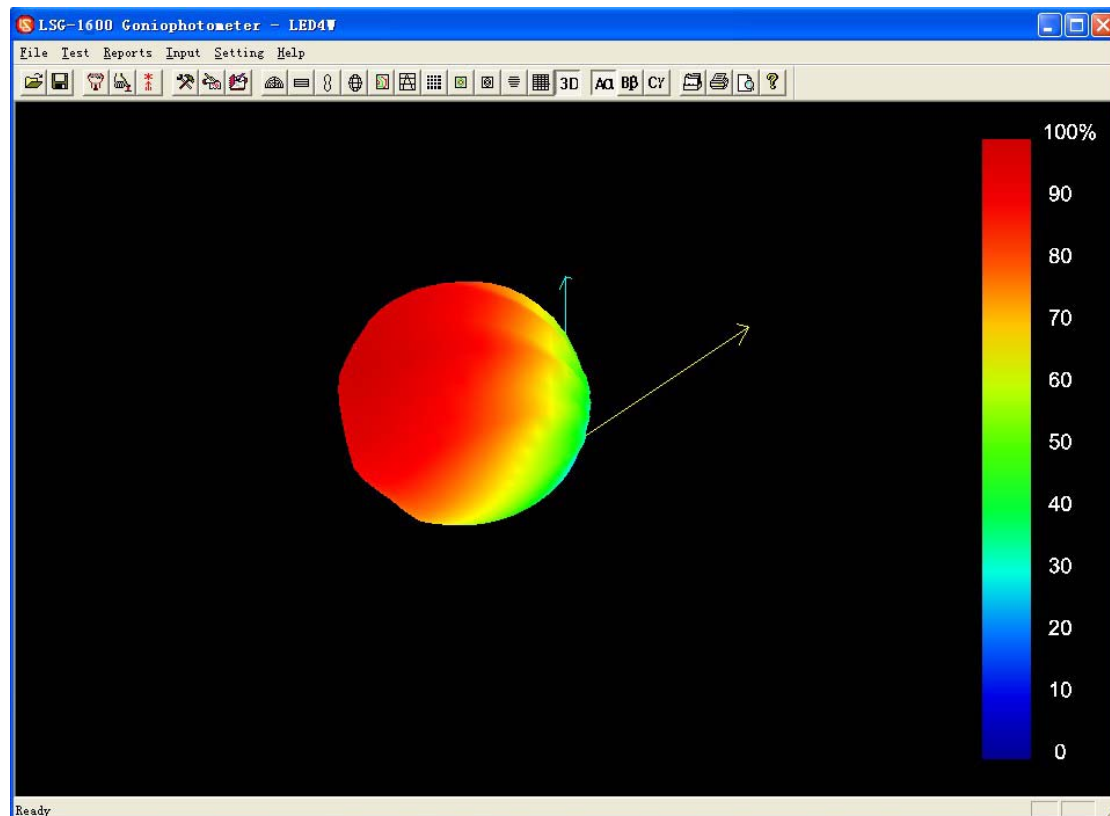 LSG-1600 Goniophotometer - LED4W
File Test Reports Input Setting Help
3D Aα Bβ Cγ ?
100%
90
80
70
60
50
40
30
20
10
0
Ready